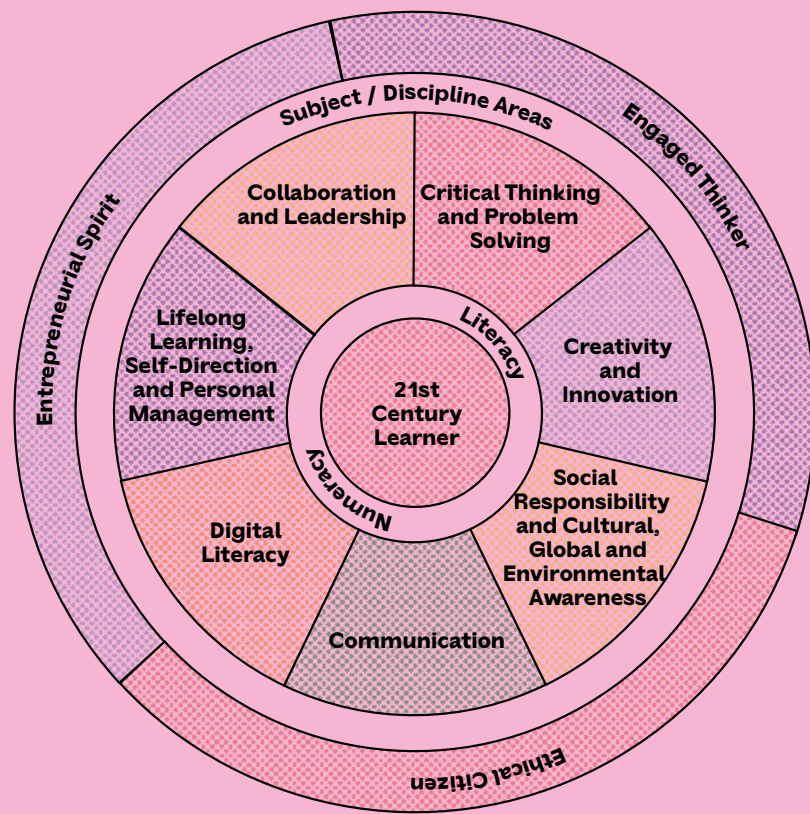 Entrepreneurial Spirit
Engaged Thinker
Ethical Citizen
Subject / Discipline Areas
Collaboration
and Leadership
Critical Thinking
and Problem
Solving
Lifelong
Learning,
Self-Direction
and Personal
Management
Creativity
and
Innovation
Digital
Literacy
Communication
Social
Responsibility
and Cultural,
Global and
Environmental
Awareness
Literacy
Numeracy
21st
Century
Learner